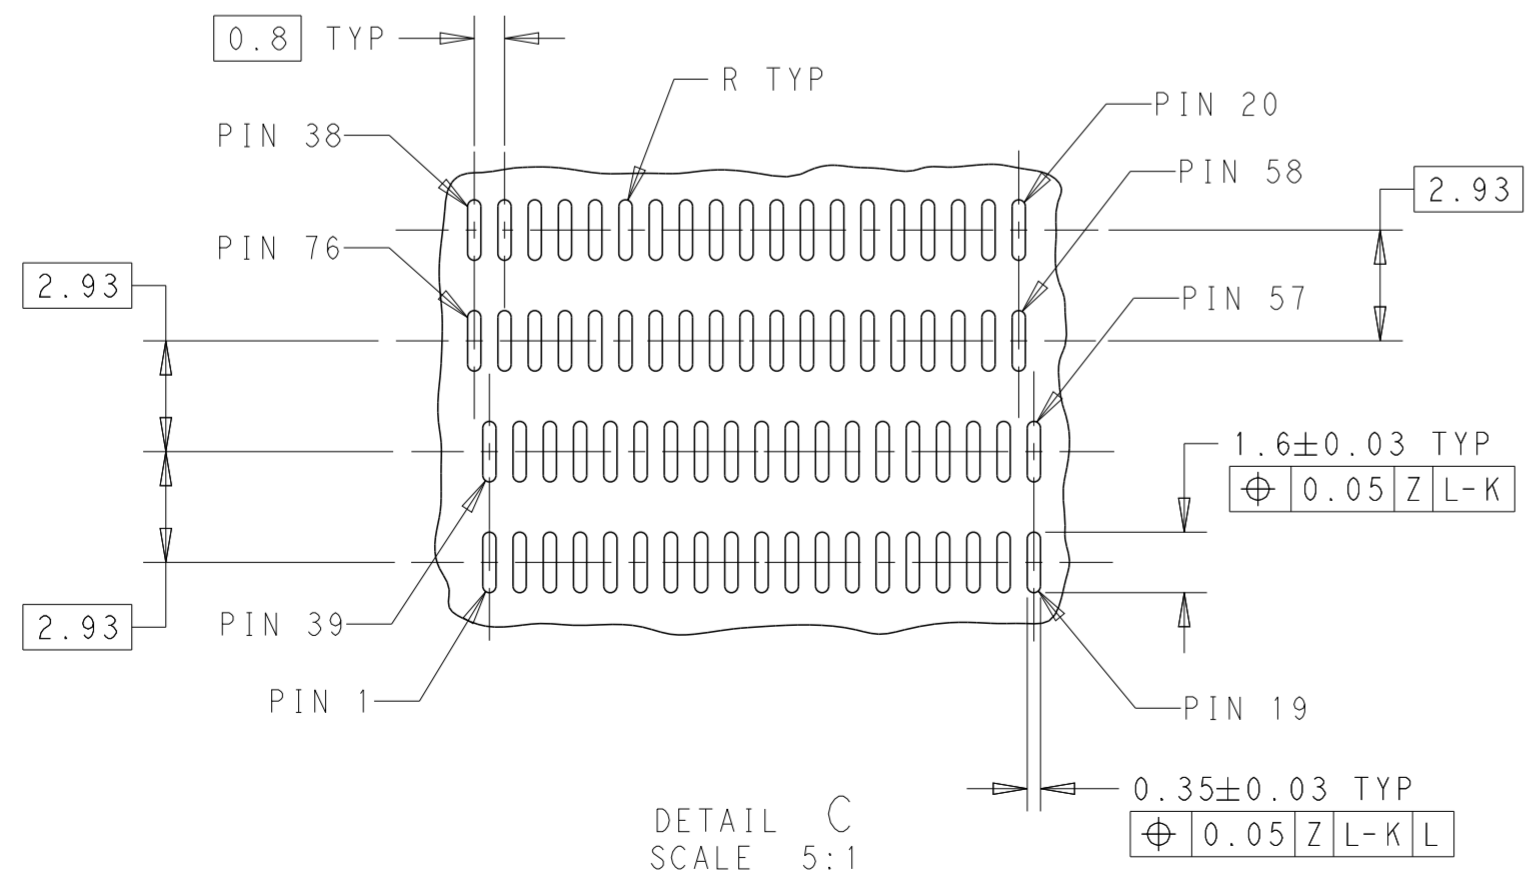 0.8 TYP
R TYP
PIN 20
PIN 38
PIN 58
2.93
PIN 76
2.93
PIN 57
1.6±0.03 TYP
⌖ 0.05 Z L-K
2.93
PIN 39
PIN 1
PIN 19
0.35±0.03 TYP
⌖ 0.05 Z L-K L
DETAIL C
SCALE 5:1